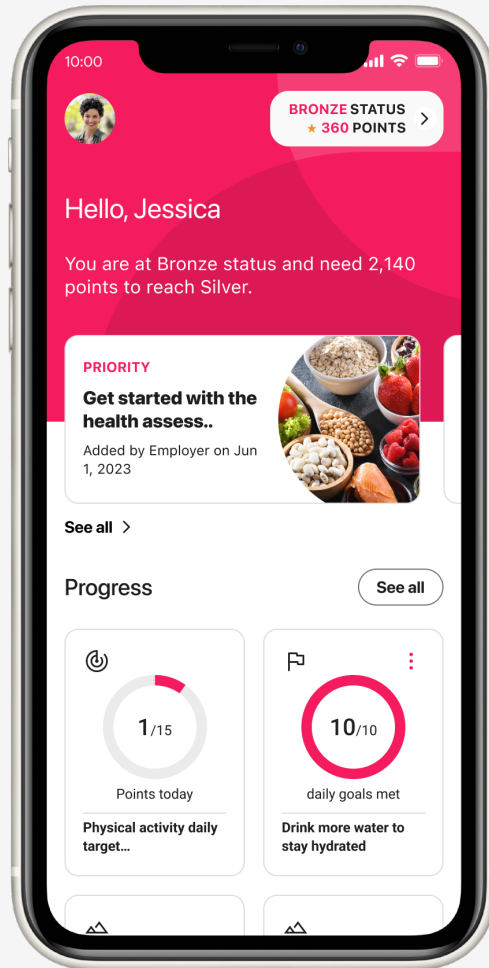 10:00
BRONZE STATUS
★ 360 POINTS
Hello, Jessica
You are at Bronze status and need 2,140
points to reach Silver.
PRIORITY
Get started with the
health assess..
Added by Employer on Jun
1, 2023
See all
Progress
See all
1/15
Points today
Physical activity daily
target...
10/10
daily goals met
Drink more water to
stay hydrated